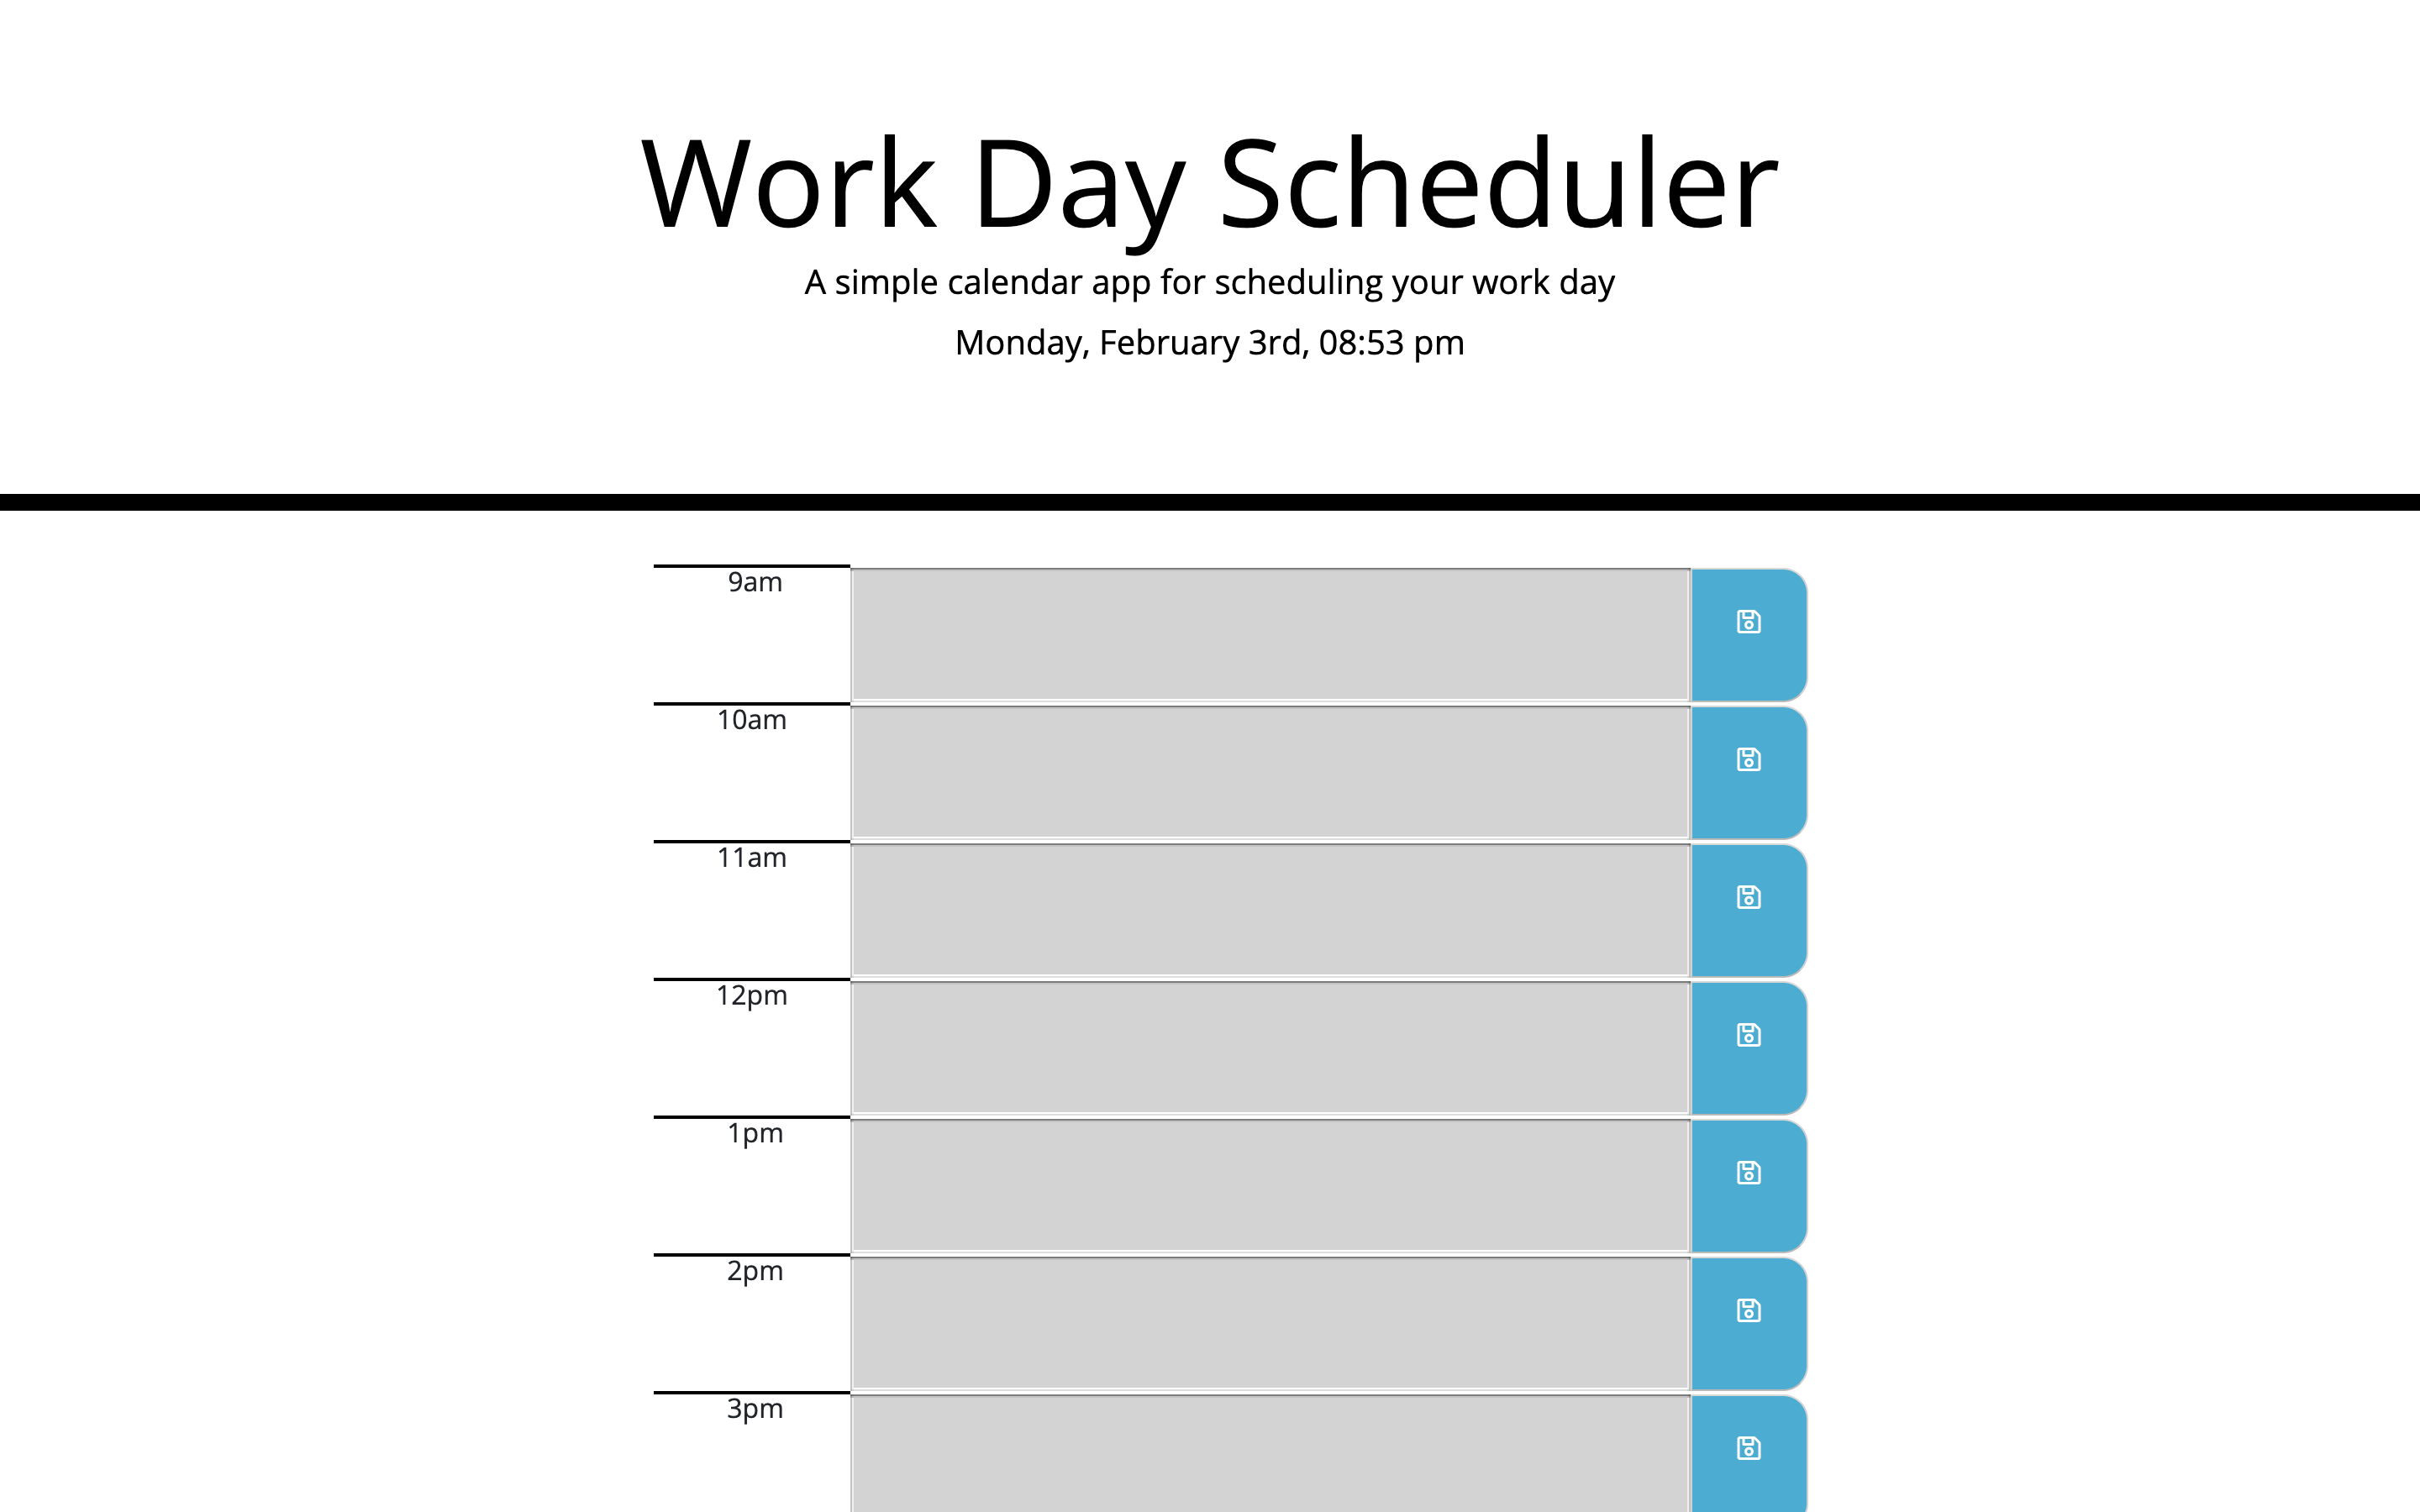 Work Day Scheduler
A simple calendar app for scheduling your work day
Monday, February 3rd, 08:53 pm
9am
10am
11am
12pm
1pm
2pm
3pm